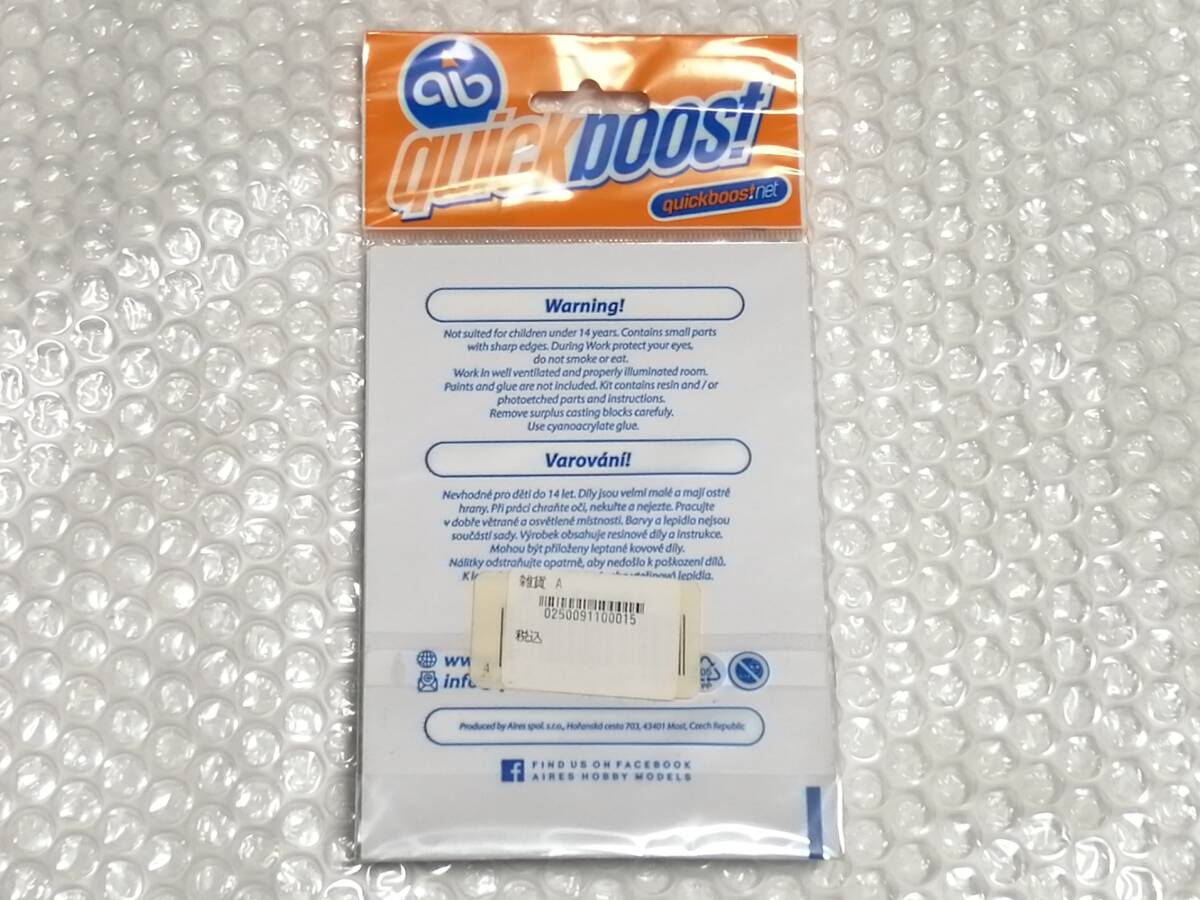 ab
quickboost
quickboost.net
Warning!
Not suited for children under 14 years. Contains small parts
with sharp edges. During Work protect your eyes,
do not smoke or eat.
Work in well ventilated and properly illuminated room.
Paints and glue are not included. Kit contains resin and / or
photoetched parts and instructions.
Remove surplus casting blocks carefuly.
Use cyanoacrylate glue.
Varování!
Nevhodné pro děti do 14 let. Díly jsou velmi malé a mají ostré
hrany. Při práci chraňte oči, nekuřte a nejezte. Pracujte
v dobře větrané a osvětlené místnosti. Barvy a lepidlo nejsou
součástí sady. Výrobek obsahuje resinové díly a instrukce.
Mohou být přiloženy leptané kovové díly.
Nálitky odstraňujte opatrně, aby nedošlo k poškození dílů.
lepidla.
雑貨 A
0250091100015
税込
4
Produced by Aires spol. s.r.o., Hořanská cesta 703, 43401 Most, Czech Republic
FIND US ON FACEBOOK
AIRES HOBBY MODELS